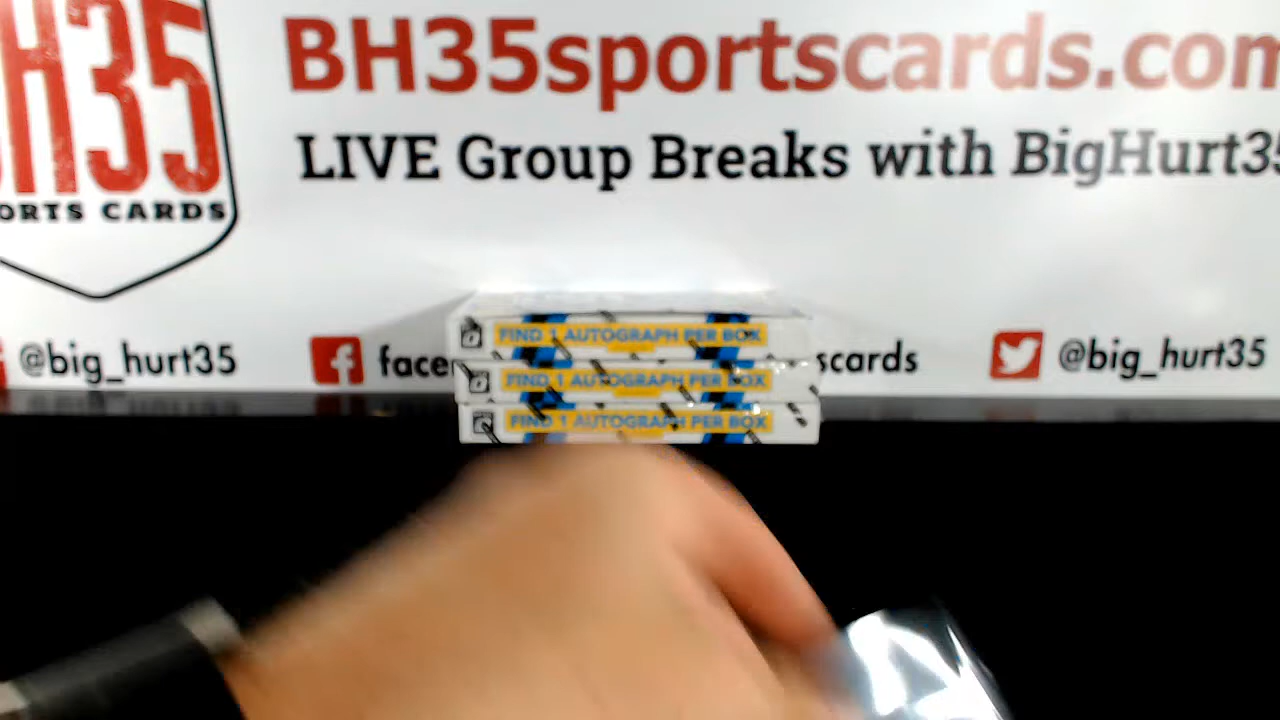 BH35sportscards.com
H35
ORTS CARDS
LIVE Group Breaks with BigHurt35
@big_hurt35
f
face
scards
@big_hurt35
FIND 1 AUTOGRAPH PER BOX
FIND 1 AUTOGRAPH PER BOX
FIND 1 AUTOGRAPH PER BOX